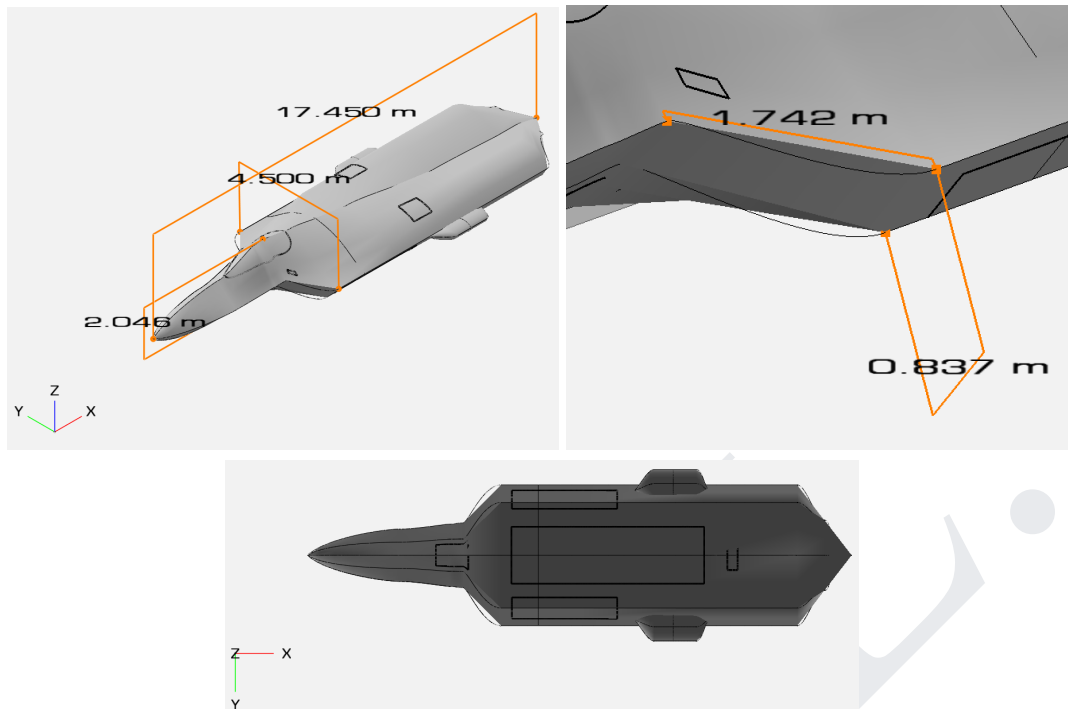 17.450 m
4.500 m
2.046 m
Z
Y X
1.742 m
0.837 m
Z X
Y